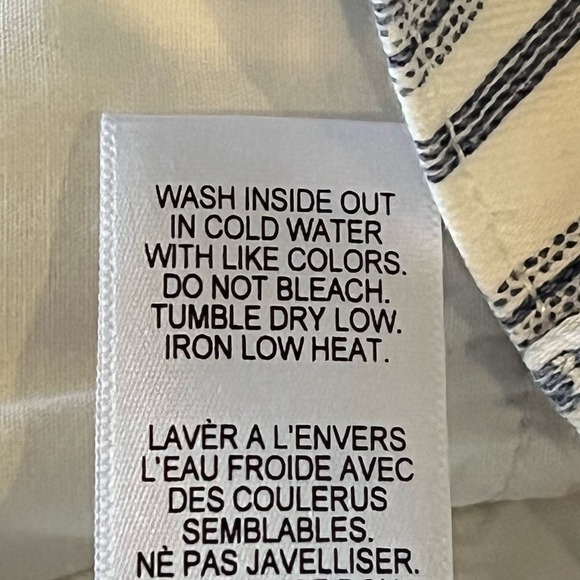 WASH INSIDE OUT
IN COLD WATER
WITH LIKE COLORS.
DO NOT BLEACH.
TUMBLE DRY LOW.
IRON LOW HEAT.
LAVÈR A L'ENVERS
L'EAU FROIDE AVEC
DES COULERUS
SEMBLABLES.
NÈ PAS JAVELLISER.